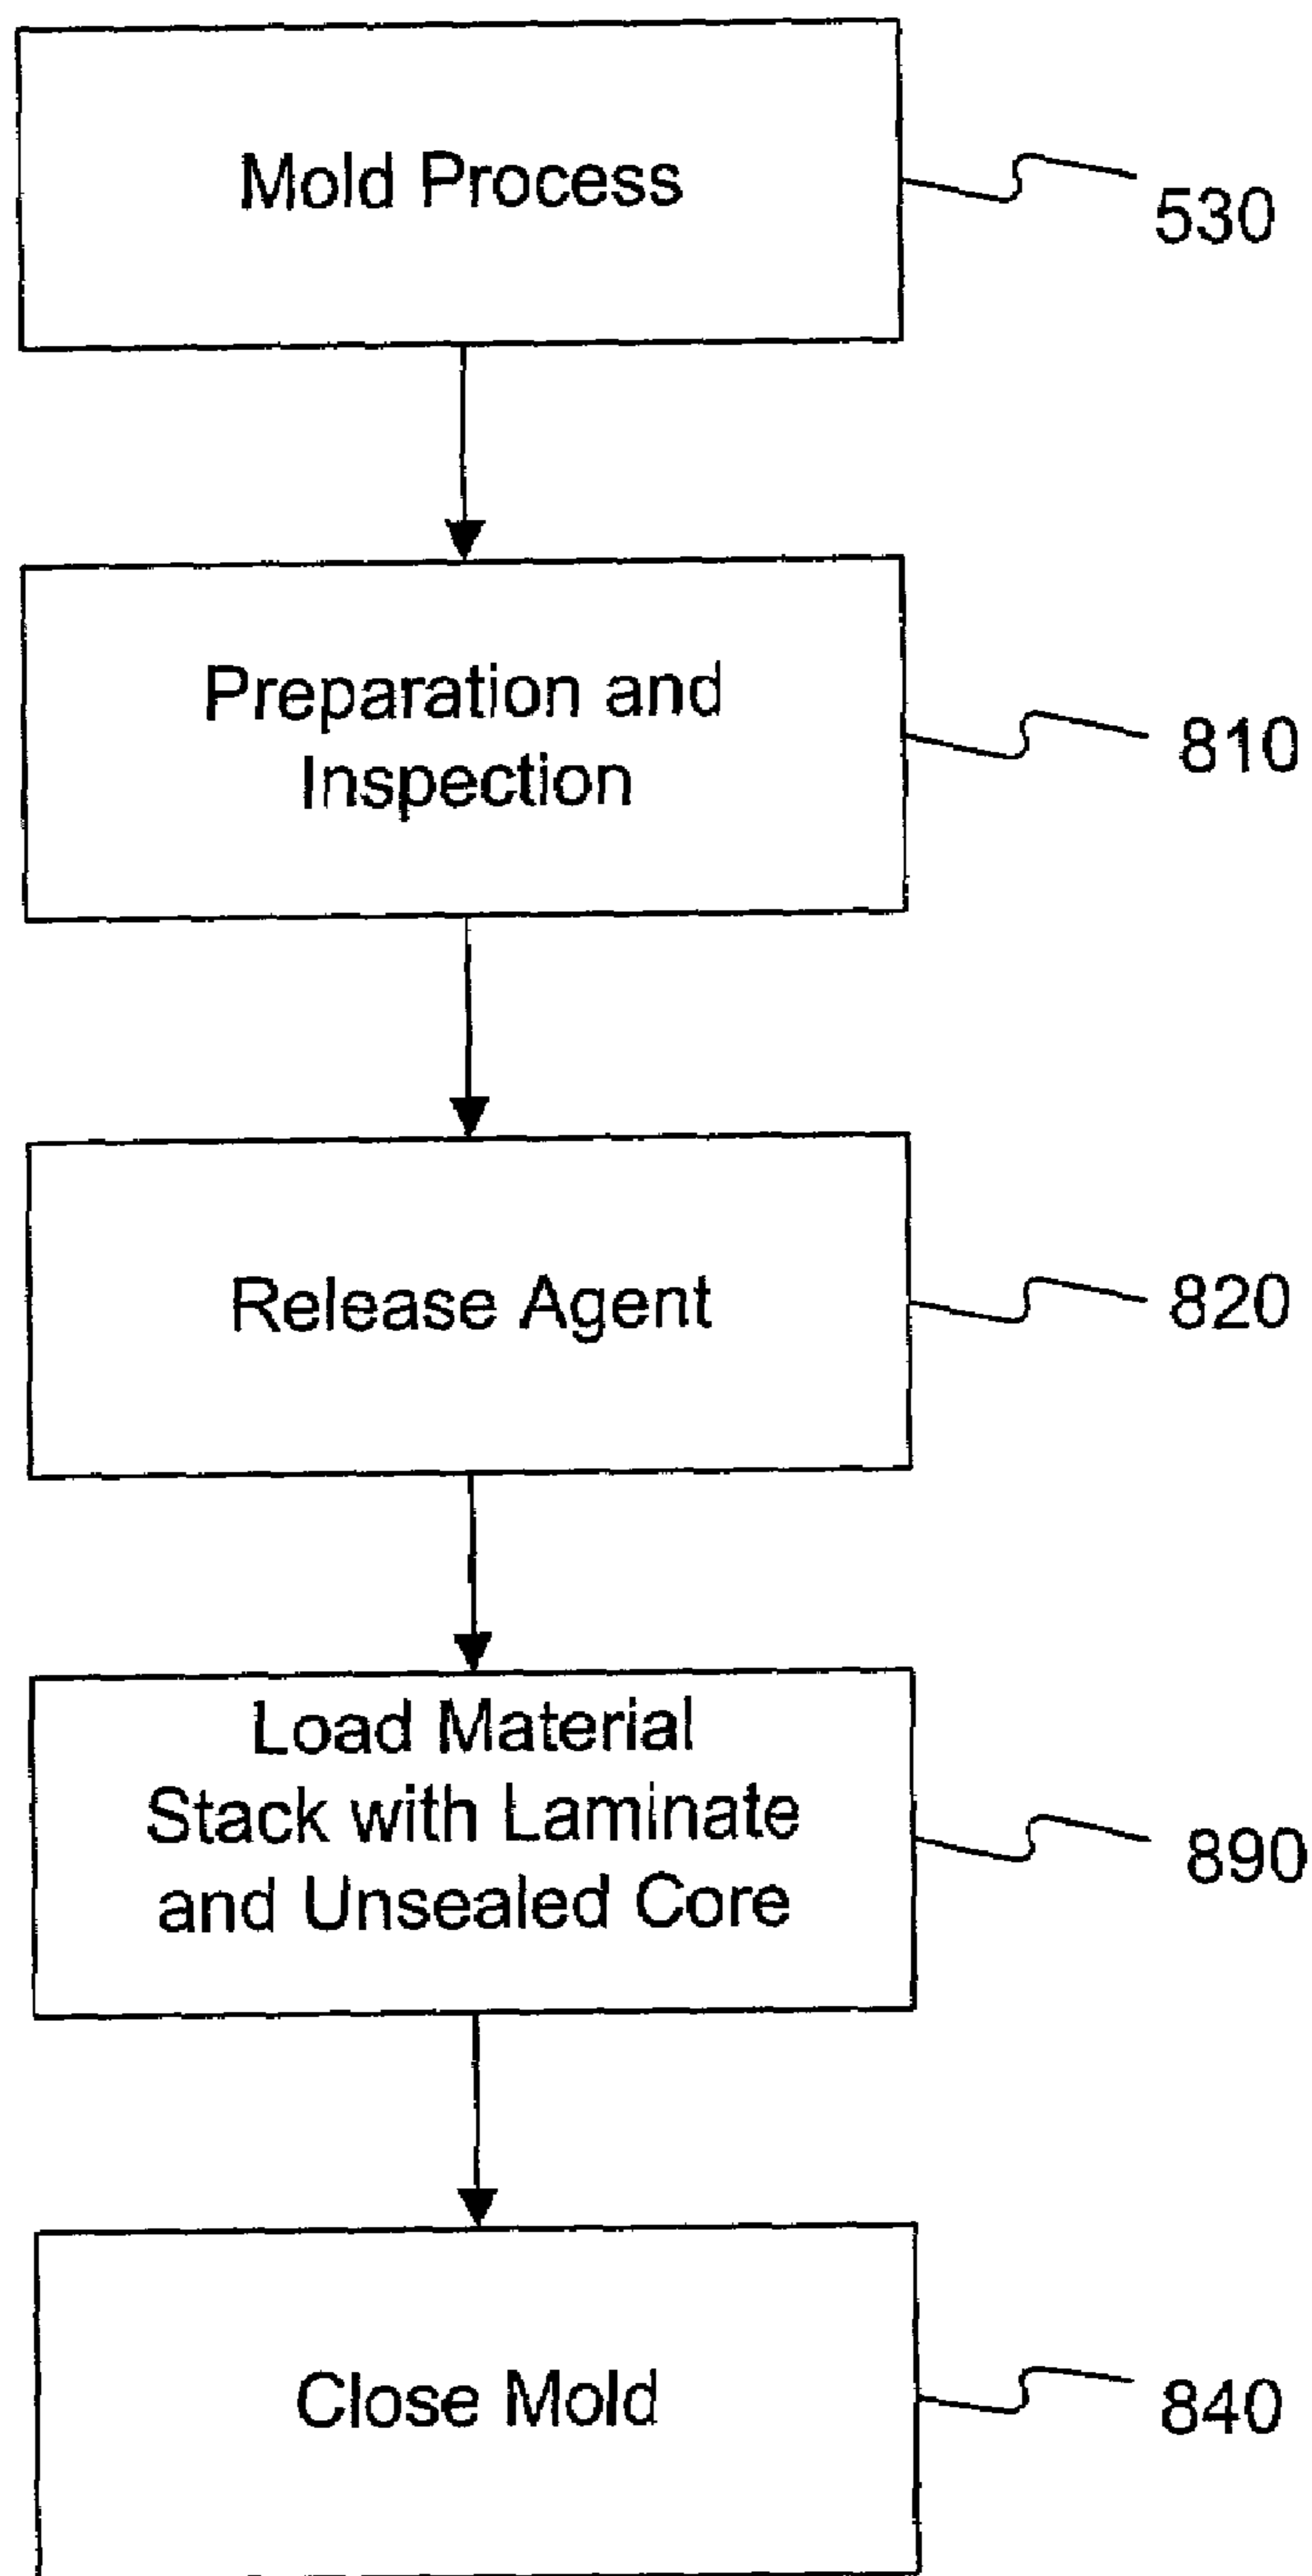 Mold Process
530
Preparation and
Inspection
810
Release Agent
820
Load Material
Stack with Laminate
and Unsealed Core
890
Close Mold
840